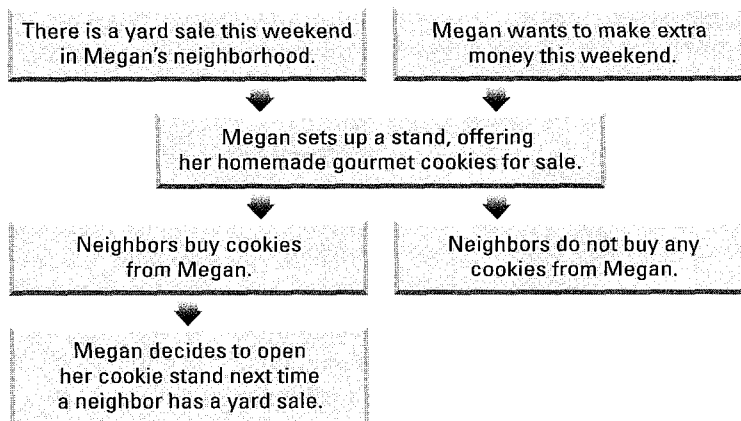 There is a yard sale this weekend
in Megan's neighborhood.
Megan wants to make extra
money this weekend.
Megan sets up a stand, offering
her homemade gourmet cookies for sale.
Neighbors buy cookies
from Megan.
Neighbors do not buy any
cookies from Megan.
Megan decides to open
her cookie stand next time
a neighbor has a yard sale.